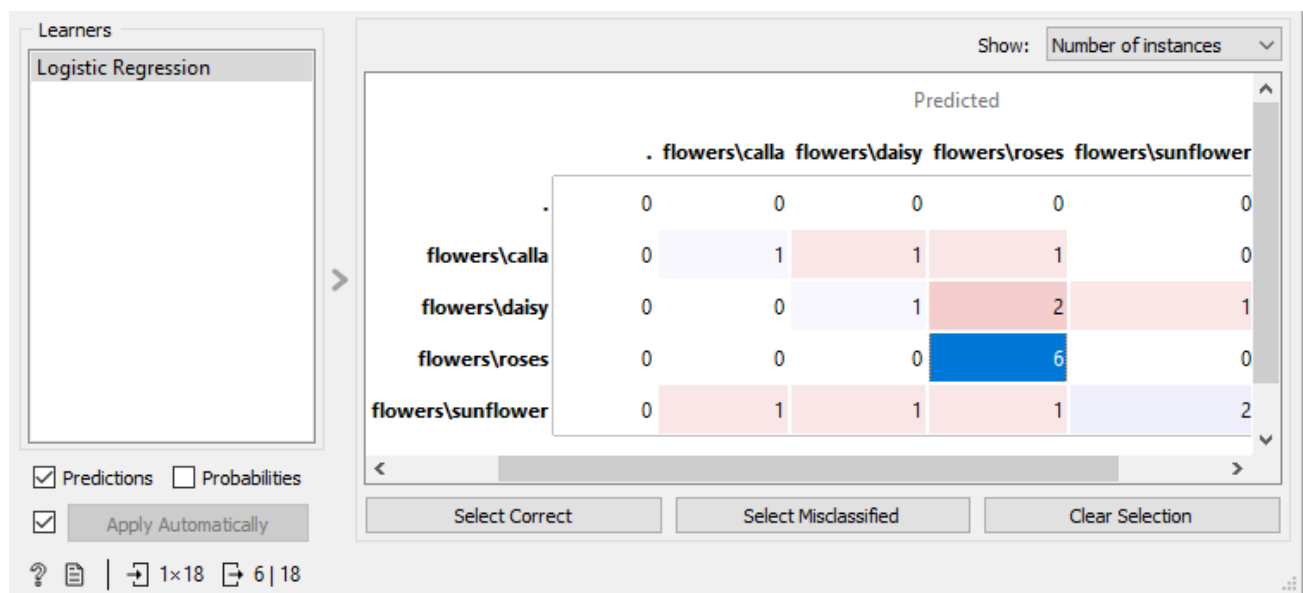 Learners
Logistic Regression
Show: Number of instances
Predicted
. flowers\calla flowers\daisy flowers\roses flowers\sunflower
. 0 0 0 0 0
flowers\calla 0 1 1 1 0
flowers\daisy 0 0 1 2 1
flowers\roses 0 0 0 6 0
flowers\sunflower 0 1 1 1 2
Predictions Probabilities
Apply Automatically
Select Correct Select Misclassified Clear Selection
? 1×18 6 | 18